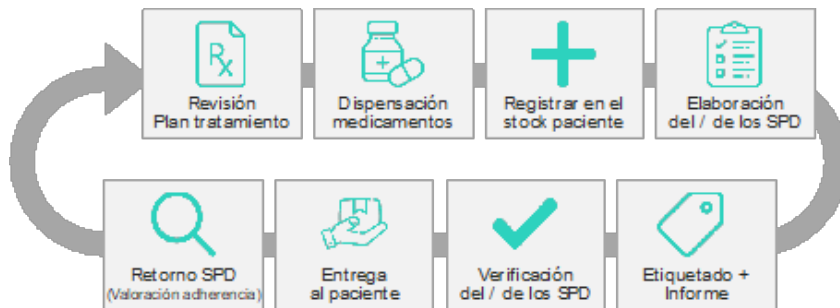 Rx
Revisión
Plan tratamiento
Dispensación
medicamentos
Registrar en el
stock paciente
Elaboración
del / de los SPD
Etiquetado +
Informe
Verificación
del / de los SPD
Entrega
al paciente
Retorno SPD
(Valoración adherencia)